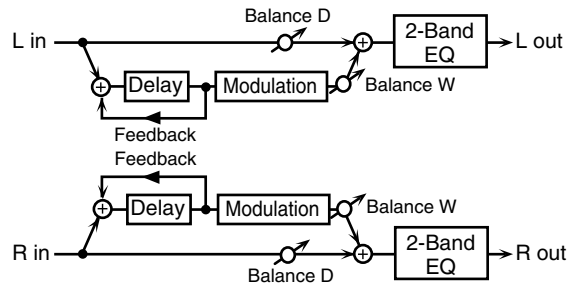 Balance D
L in
2-Band
EQ
L out
Delay
Modulation
Balance W
Feedback
Feedback
Delay
Modulation
Balance W
R in
2-Band
EQ
R out
Balance D